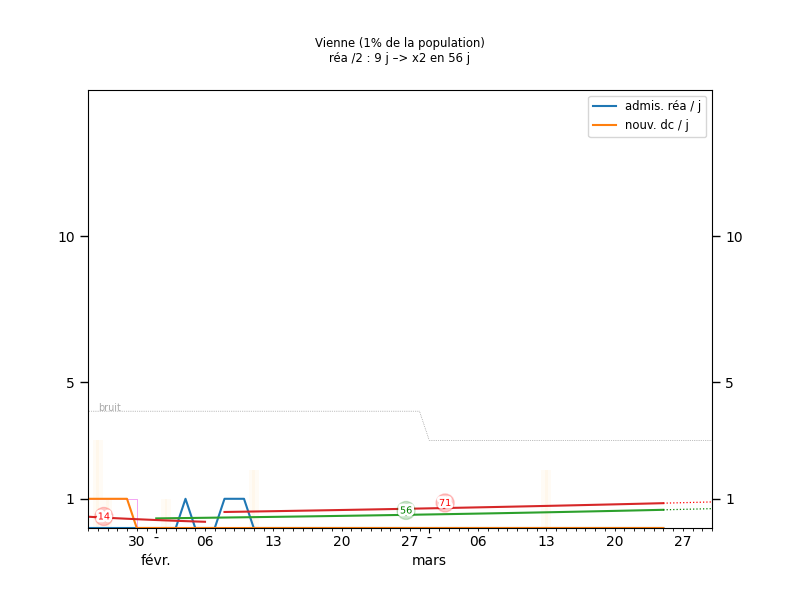 Vienne (1% de la population)
réa /2 : 9 j –> x2 en 56 j
admis. réa / j
nouv. dc / j
10
10
5
5
bruit
1
1
14
56
71
30
-
06
13
20
27
-
06
13
20
27
févr.
mars